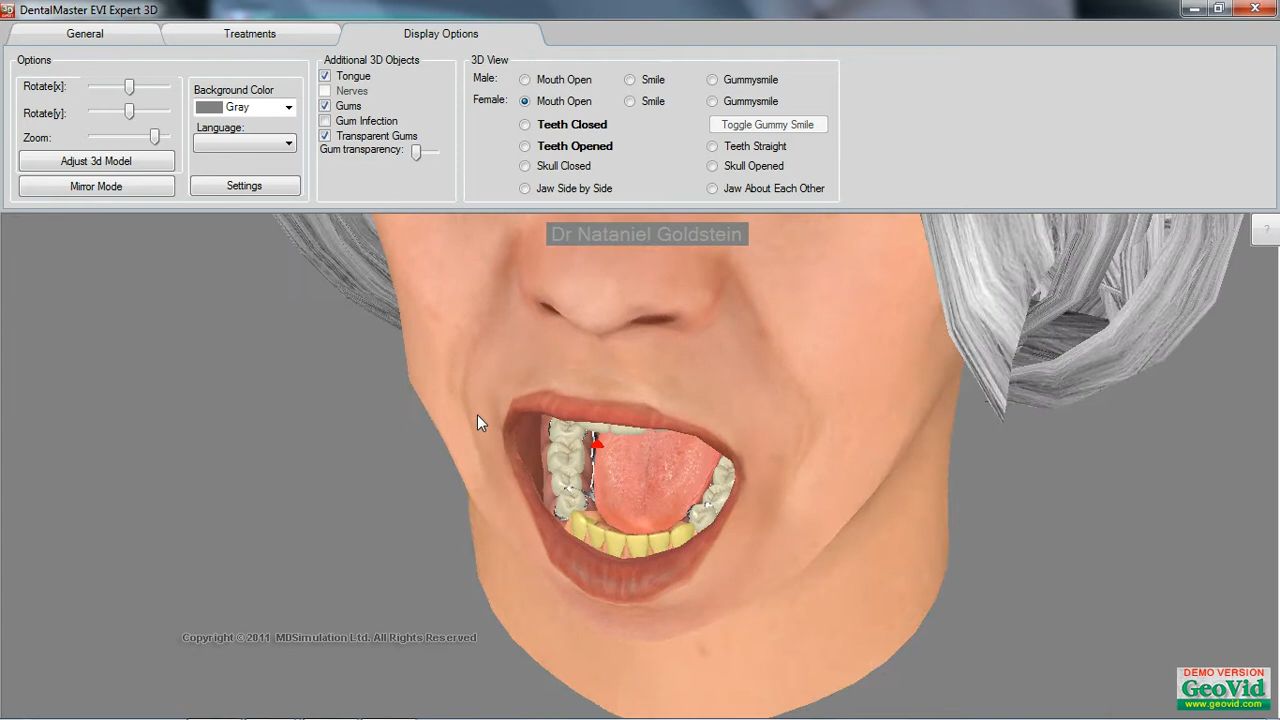 DentalMaster EVI Expert 3D
General
Treatments
Display Options
Options
Rotate[x]:
Rotate[y]:
Zoom:
Adjust 3d Model
Mirror Mode
Background Color
Gray
Language:
Settings
Additional 3D Objects
Tongue
Nerves
Gums
Gum Infection
Transparent Gums
Gum transparency:
3D View
Male: Mouth Open Smile Gummysmile
Female: Mouth Open Smile Gummysmile
Teeth Closed Toggle Gummy Smile
Teeth Opened Teeth Straight
Skull Closed Skull Opened
Jaw Side by Side Jaw About Each Other
Dr Nataniel Goldstein
?
Copyright © 2011 MDSimulation Ltd. All Rights Reserved
DEMO VERSION
GeoVid
www.geovid.com